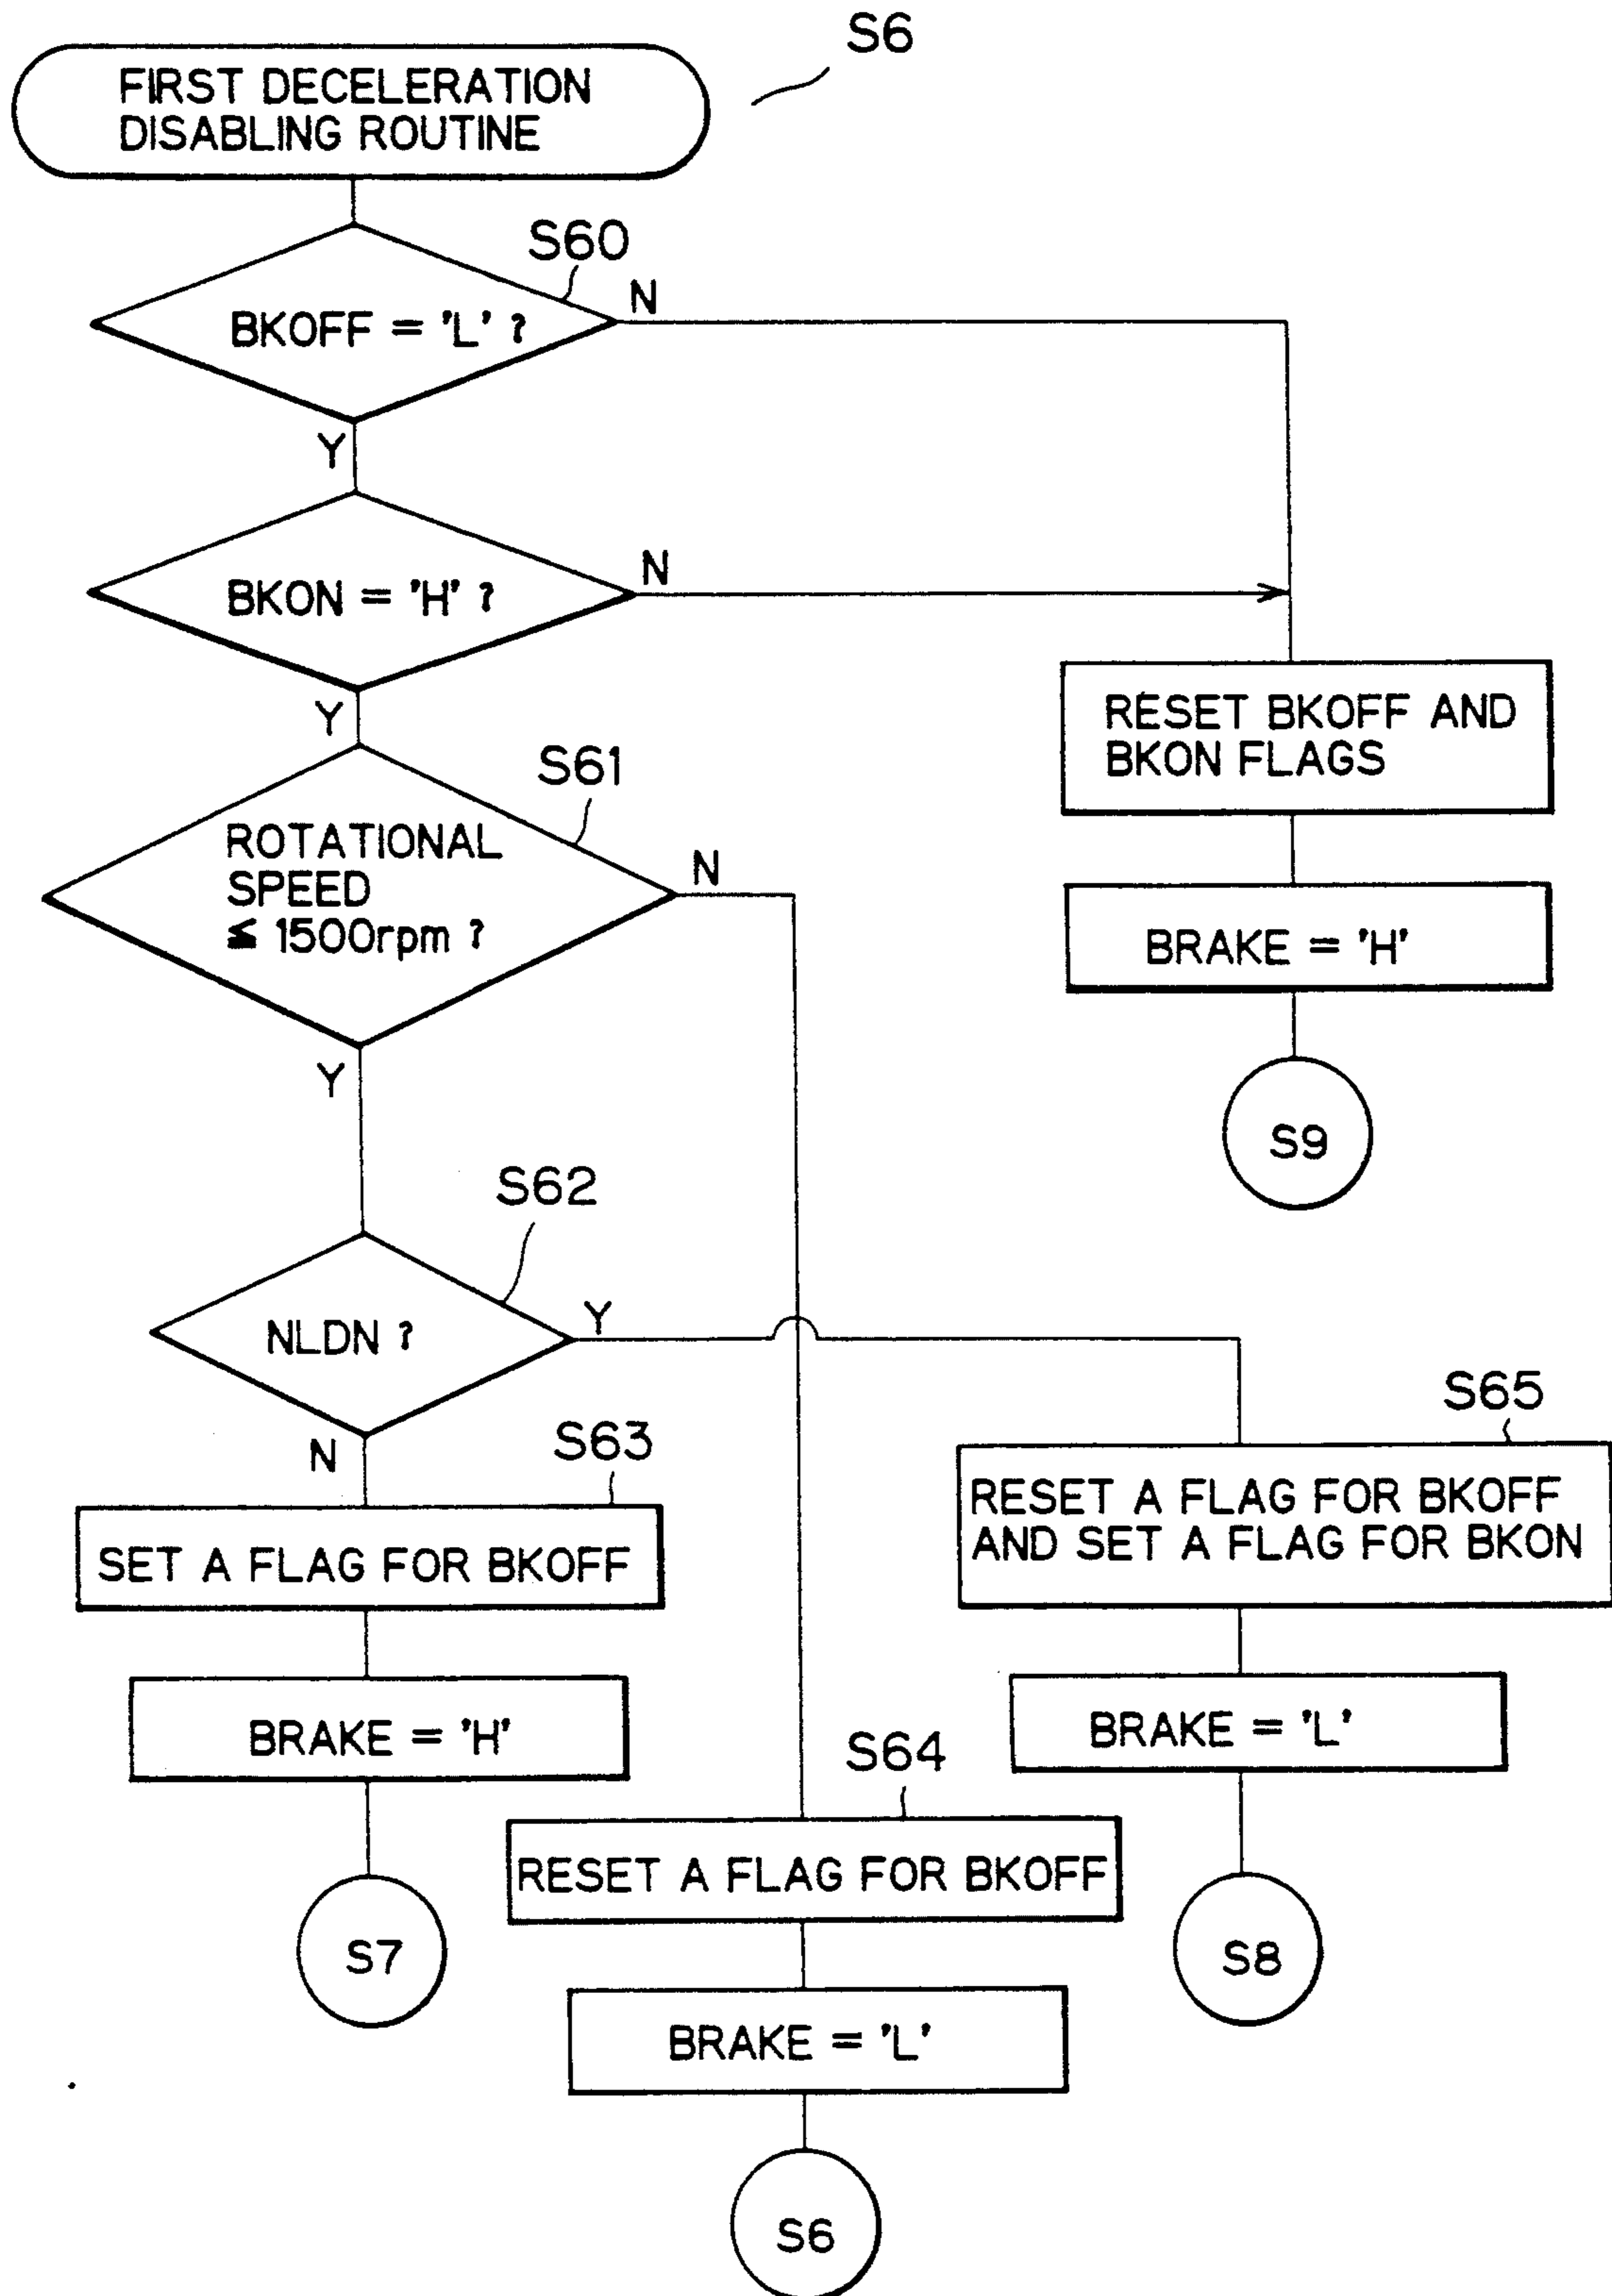 S6
FIRST DECELERATION
DISABLING ROUTINE
S60
BKOFF = 'L' ?
N
Y
BKON = 'H' ?
N
Y
RESET BKOFF AND
BKON FLAGS
S61
ROTATIONAL
SPEED
≦ 1500rpm ?
N
Y
BRAKE = 'H'
S9
S62
NLDN ?
Y
N
S65
RESET A FLAG FOR BKOFF
AND SET A FLAG FOR BKON
S63
SET A FLAG FOR BKOFF
BRAKE = 'H'
BRAKE = 'L'
S64
RESET A FLAG FOR BKOFF
S7
S8
BRAKE = 'L'
S6